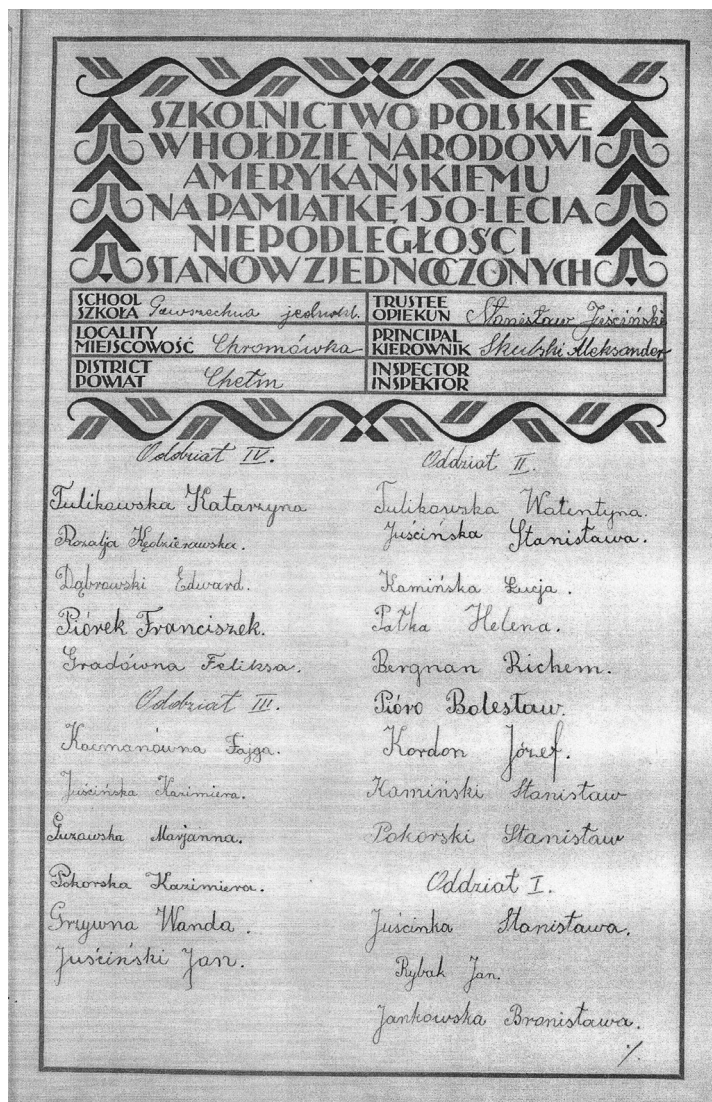 SZKOLNICTWO POLSKIE
W HOŁDZIE NARODOWI
AMERYKAŃSKIEMU
NA PAMIĄTKĘ 150-LECIA
NIEPODLEGŁOŚCI
STANÓW ZJEDNOCZONYCH
SCHOOL
SZKOŁA Powszechna jednokl.
LOCALITY
MIEJSCOWOŚĆ Chromówka
DISTRICT
POWIAT Chełm
TRUSTEE
OPIEKUN Stanisław Juściński
PRINCIPAL
KIEROWNIK Skulski Aleksander
INSPECTOR
INSPEKTOR
Oddział IV.
Tulikowska Katarzyna
Rozalja Kędzierawska.
Dąbrowski Edward.
Piórek Franciszek.
Gradówna Feliksa.
Oddział III.
Kacmanówna Fajga.
Juścińska Kazimiera.
Guzawska Marjanna.
Pokorska Kazimiera.
Grzywna Wanda.
Juściński Jan.
Oddział II.
Tulikowska Walentyna.
Juścińska Stanisława.
Kamińska Łucja.
Pałka Helena.
Bergnan Richem.
Pióro Bolesław.
Kordon Józef.
Kamiński Stanisław
Pokorski Stanisław
Oddział I.
Juścinka Stanisława.
Rybak Jan.
Jankowska Bronisława.
./.